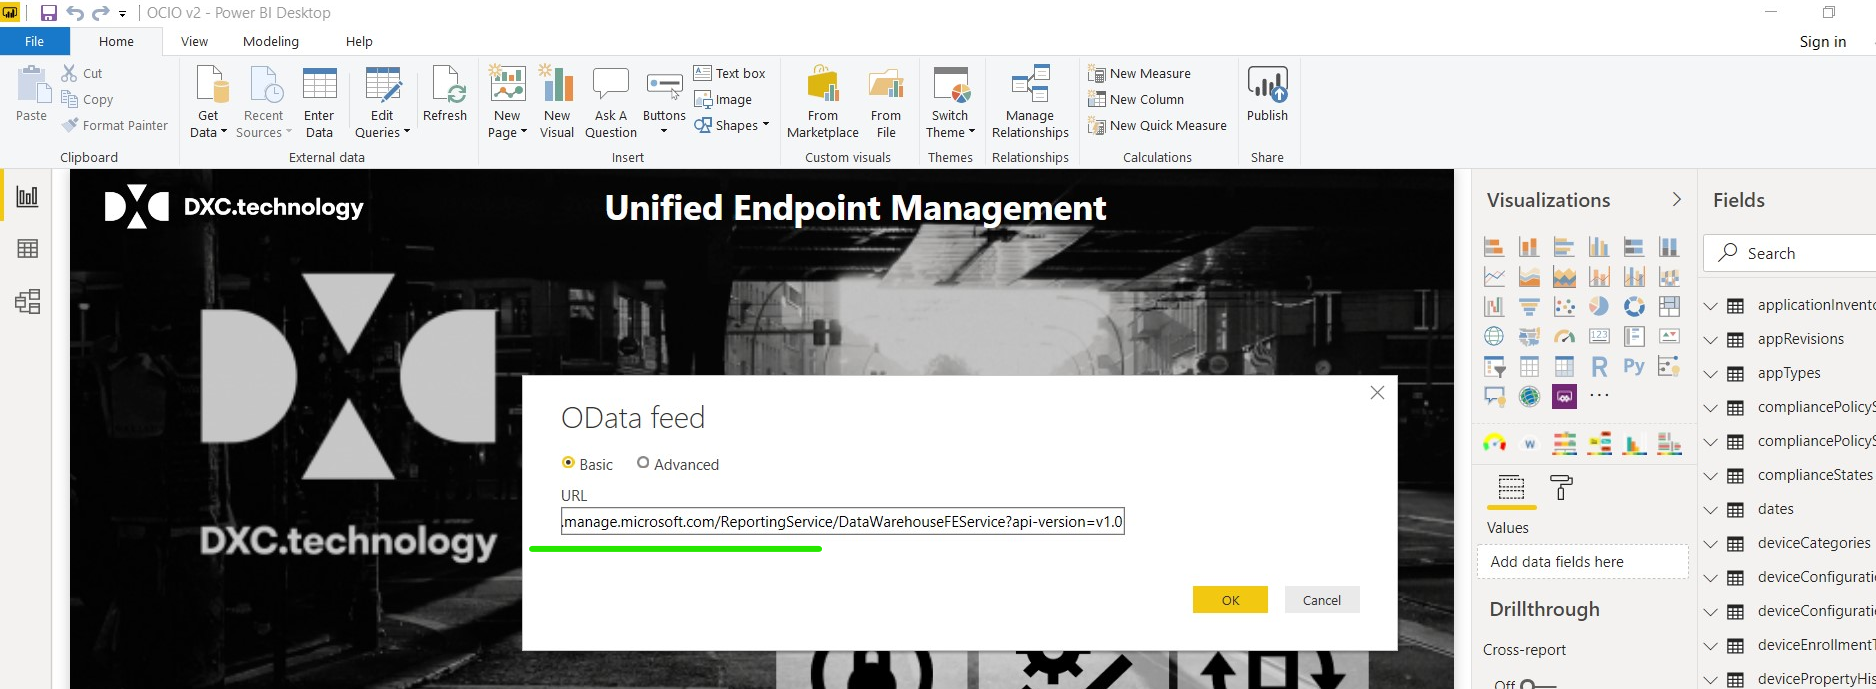 OCIO v2 - Power BI Desktop
File Home View Modeling Help Sign in
Paste
Cut
Copy
Format Painter
Clipboard
Get Data
Recent Sources
Enter Data
Edit Queries
Refresh
External data
New Page
New Visual
Ask A Question
Buttons
Text box
Image
Shapes
Insert
From Marketplace
From File
Custom visuals
Switch Theme
Themes
Manage Relationships
Relationships
New Measure
New Column
New Quick Measure
Calculations
Publish
Share
DXC.technology
Unified Endpoint Management
DXC.technology
OData feed
Basic Advanced
URL
.manage.microsoft.com/ReportingService/DataWarehouseFEService?api-version=v1.0
OK Cancel
Visualizations
123
R Py
W
Values
Add data fields here
Drillthrough
Cross-report
Off
Fields
Search
applicationInvento
appRevisions
appTypes
compliancePolicyS
compliancePolicyS
complianceStates
dates
deviceCategories
deviceConfiguratio
deviceConfiguratio
deviceEnrollmentT
devicePropertyHis